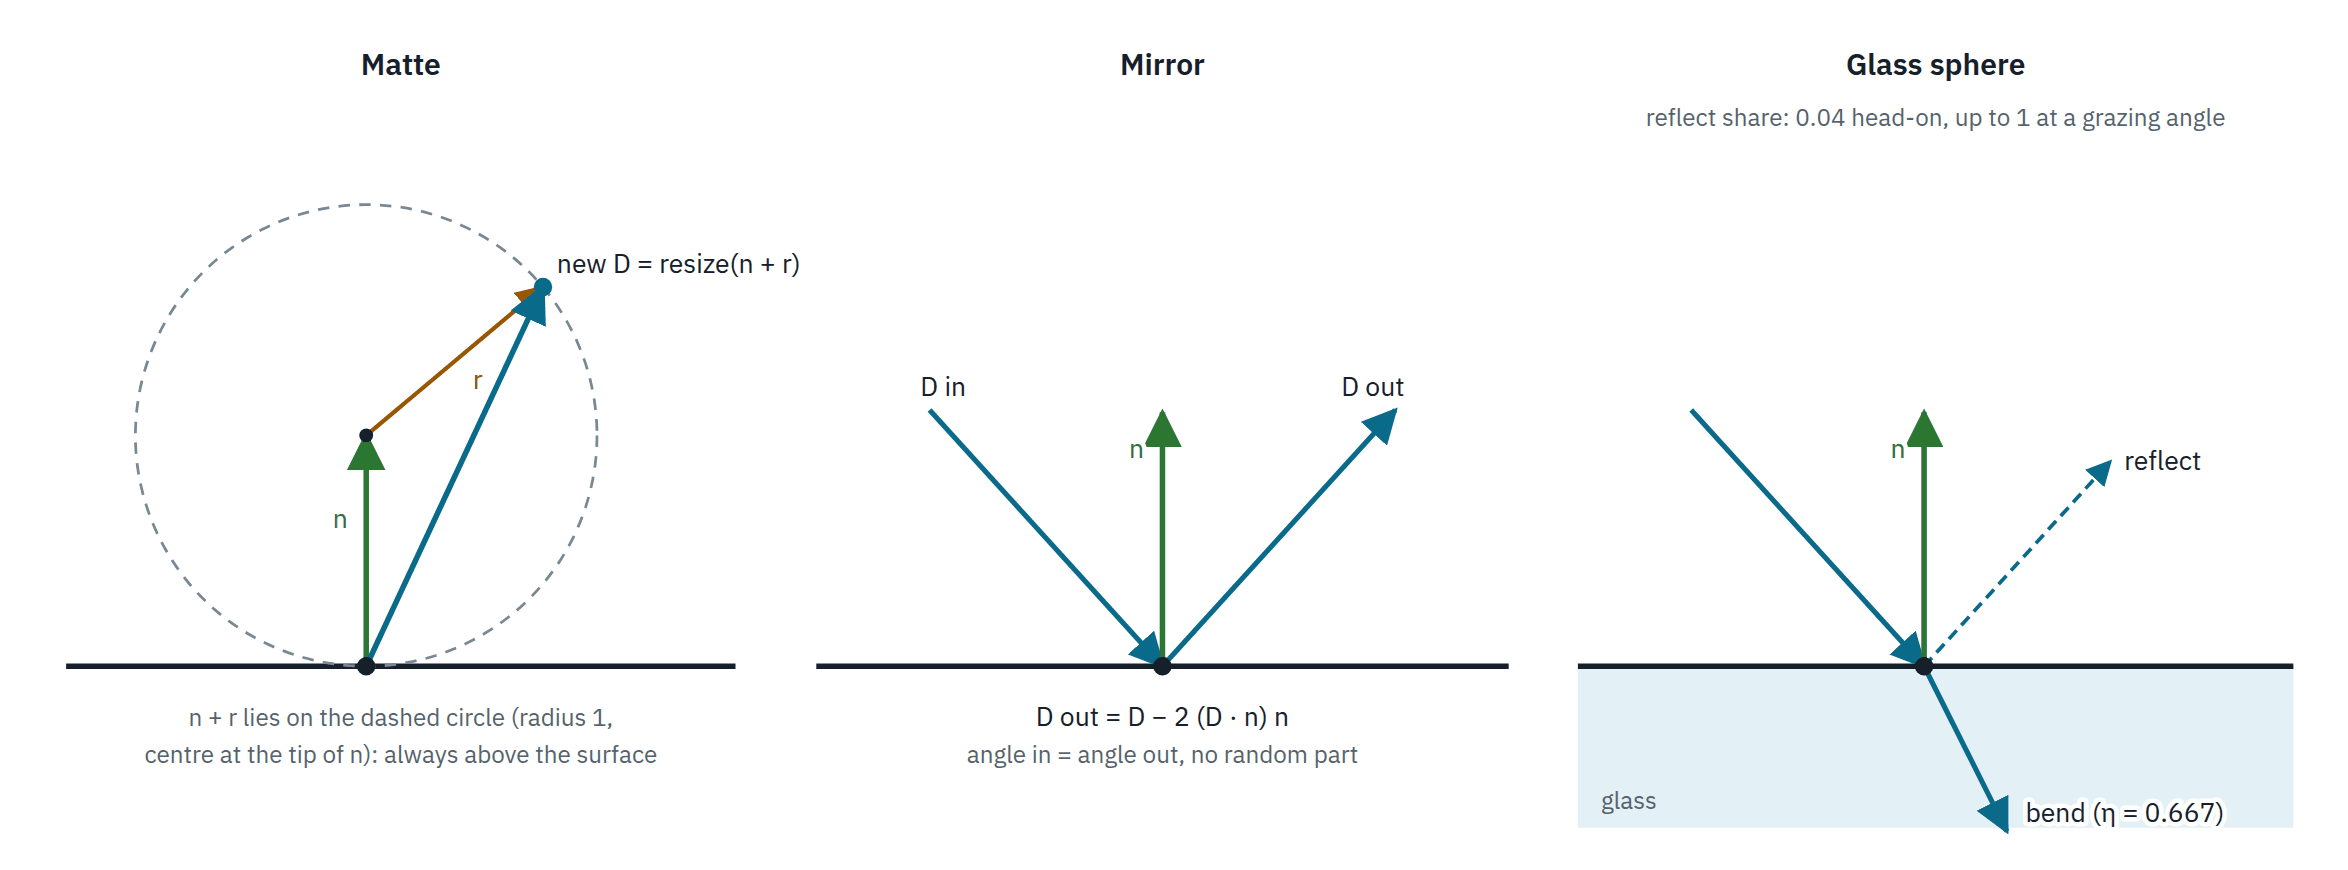 Matte
new D = resize(n + r)
r
n
n + r lies on the dashed circle (radius 1,
centre at the tip of n): always above the surface
Mirror
D in
D out
n
D out = D − 2 (D · n) n
angle in = angle out, no random part
Glass sphere
reflect share: 0.04 head-on, up to 1 at a grazing angle
n
reflect
glass
bend (η = 0.667)